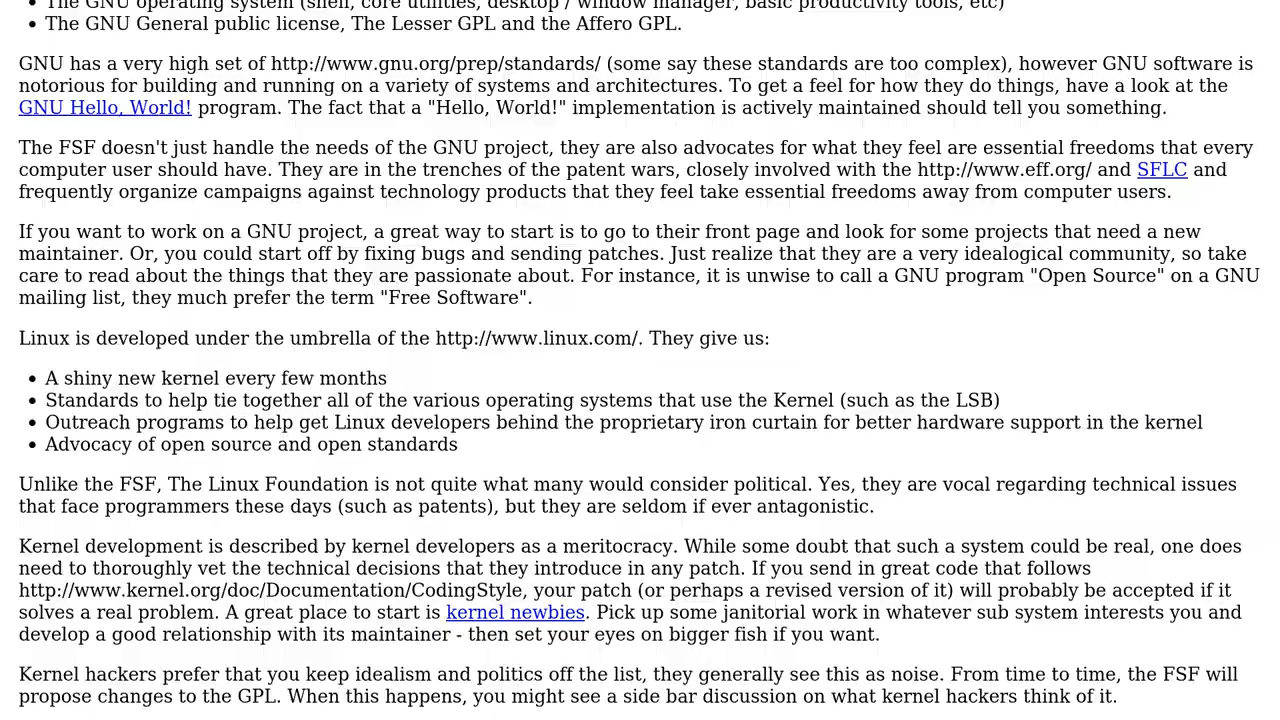 The GNU operating system (shell, core utilities, desktop / window manager, basic productivity tools, etc)
The GNU General public license, The Lesser GPL and the Affero GPL.
GNU has a very high set of http://www.gnu.org/prep/standards/ (some say these standards are too complex), however GNU software is
notorious for building and running on a variety of systems and architectures. To get a feel for how they do things, have a look at the
GNU Hello, World! program. The fact that a "Hello, World!" implementation is actively maintained should tell you something.
The FSF doesn't just handle the needs of the GNU project, they are also advocates for what they feel are essential freedoms that every
computer user should have. They are in the trenches of the patent wars, closely involved with the http://www.eff.org/ and SFLC and
frequently organize campaigns against technology products that they feel take essential freedoms away from computer users.
If you want to work on a GNU project, a great way to start is to go to their front page and look for some projects that need a new
maintainer. Or, you could start off by fixing bugs and sending patches. Just realize that they are a very idealogical community, so take
care to read about the things that they are passionate about. For instance, it is unwise to call a GNU program "Open Source" on a GNU
mailing list, they much prefer the term "Free Software".
Linux is developed under the umbrella of the http://www.linux.com/. They give us:
A shiny new kernel every few months
Standards to help tie together all of the various operating systems that use the Kernel (such as the LSB)
Outreach programs to help get Linux developers behind the proprietary iron curtain for better hardware support in the kernel
Advocacy of open source and open standards
Unlike the FSF, The Linux Foundation is not quite what many would consider political. Yes, they are vocal regarding technical issues
that face programmers these days (such as patents), but they are seldom if ever antagonistic.
Kernel development is described by kernel developers as a meritocracy. While some doubt that such a system could be real, one does
need to thoroughly vet the technical decisions that they introduce in any patch. If you send in great code that follows
http://www.kernel.org/doc/Documentation/CodingStyle, your patch (or perhaps a revised version of it) will probably be accepted if it
solves a real problem. A great place to start is kernel newbies. Pick up some janitorial work in whatever sub system interests you and
develop a good relationship with its maintainer - then set your eyes on bigger fish if you want.
Kernel hackers prefer that you keep idealism and politics off the list, they generally see this as noise. From time to time, the FSF will
propose changes to the GPL. When this happens, you might see a side bar discussion on what kernel hackers think of it.